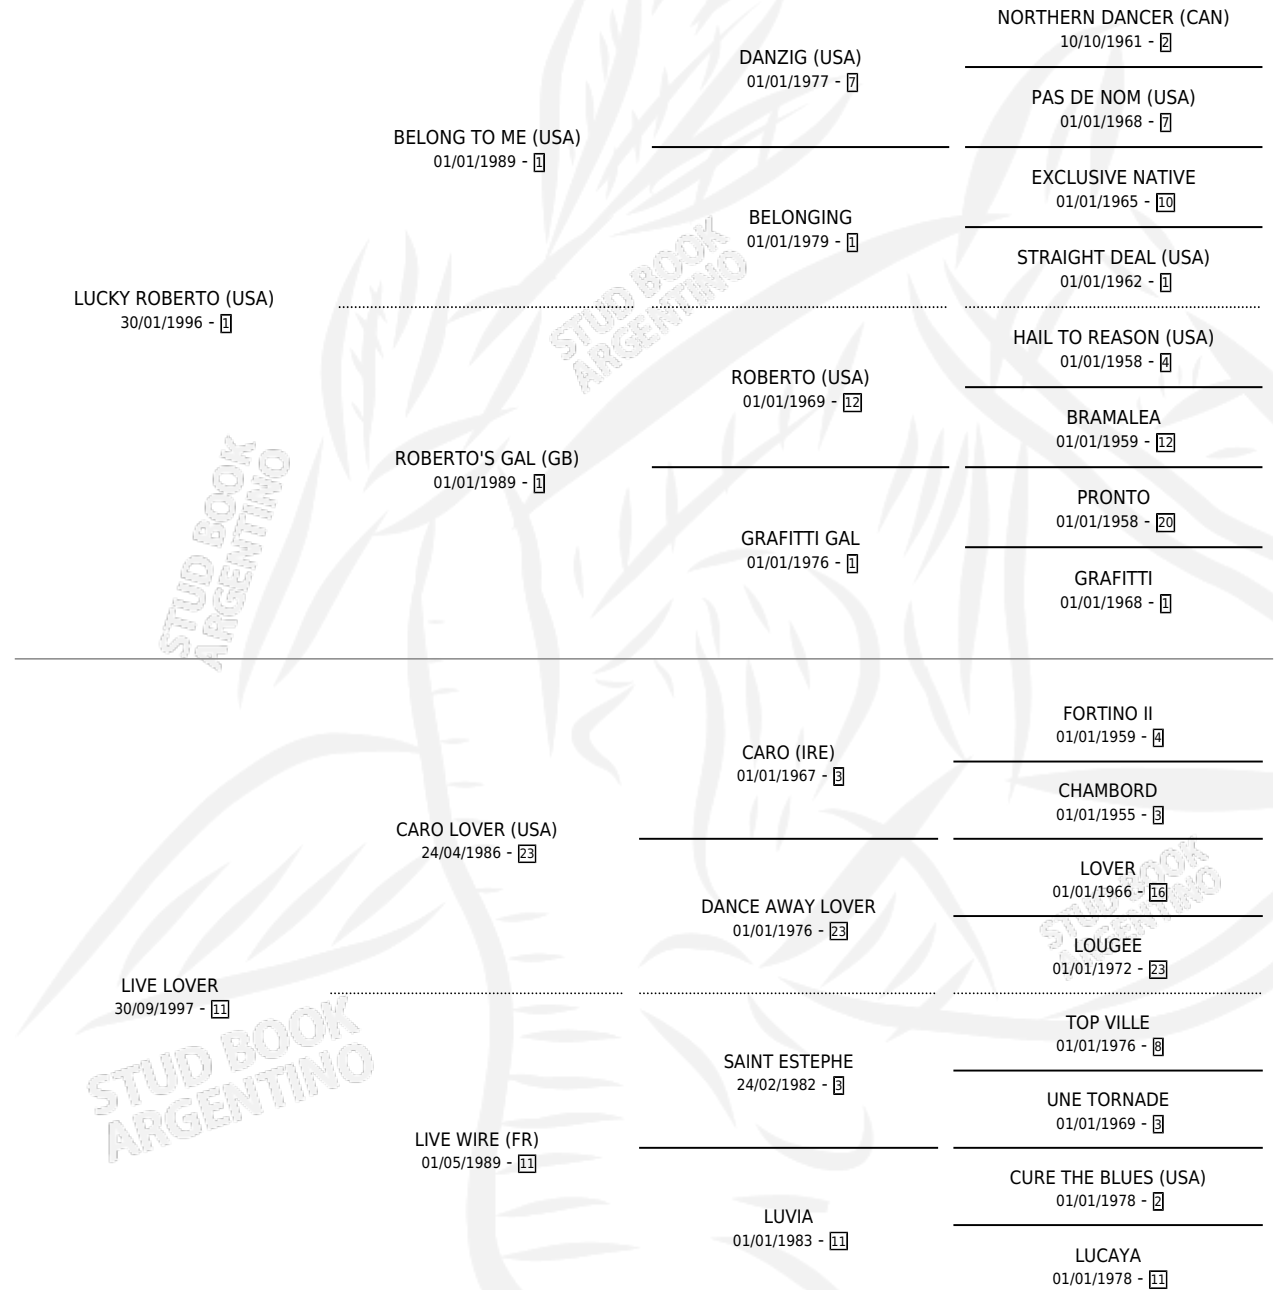 NORTHERN DANCER (CAN)
10/10/1961 - 2
DANZIG (USA)
01/01/1977 - 7
PAS DE NOM (USA)
01/01/1968 - 7
BELONG TO ME (USA)
01/01/1989 - 1
EXCLUSIVE NATIVE
01/01/1965 - 10
BELONGING
01/01/1979 - 1
STRAIGHT DEAL (USA)
01/01/1962 - 1
LUCKY ROBERTO (USA)
30/01/1996 - 1
HAIL TO REASON (USA)
01/01/1958 - 4
ROBERTO (USA)
01/01/1969 - 12
BRAMALEA
01/01/1959 - 12
ROBERTO'S GAL (GB)
01/01/1989 - 1
PRONTO
01/01/1958 - 20
GRAFITTI GAL
01/01/1976 - 1
GRAFITTI
01/01/1968 - 1
STUD BOOK
ARGENTINO
STUD BOOK
ARGENTINO
FORTINO II
01/01/1959 - 4
CARO (IRE)
01/01/1967 - 3
CHAMBORD
01/01/1955 - 3
CARO LOVER (USA)
24/04/1986 - 23
LOVER
01/01/1966 - 16
DANCE AWAY LOVER
01/01/1976 - 23
LOUGEE
01/01/1972 - 23
LIVE LOVER
30/09/1997 - 11
TOP VILLE
01/01/1976 - 8
SAINT ESTEPHE
24/02/1982 - 3
UNE TORNADE
01/01/1969 - 3
LIVE WIRE (FR)
01/05/1989 - 11
CURE THE BLUES (USA)
01/01/1978 - 2
LUVIA
01/01/1983 - 11
LUCAYA
01/01/1978 - 11
STUD BOOK
ARGENTINO
STUD BOOK
ARGENTINO